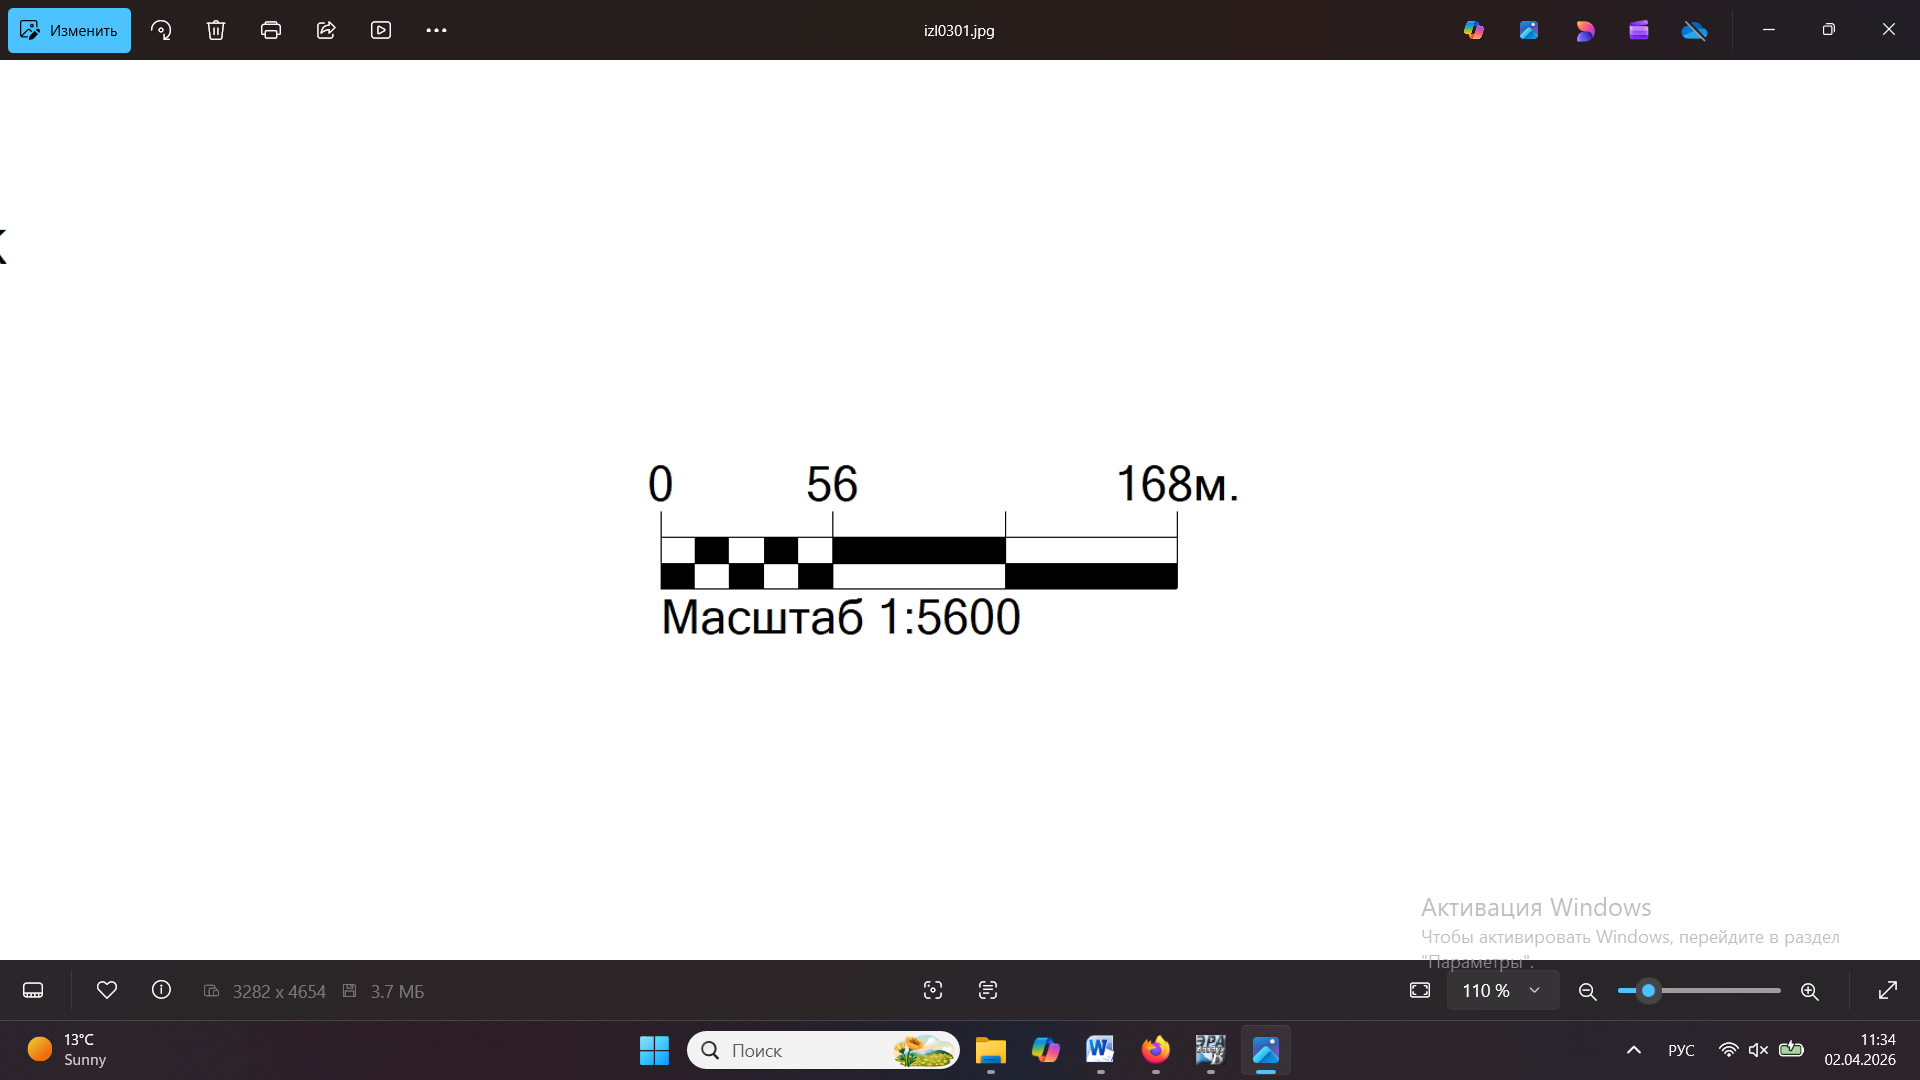 Изменить
izl0301.jpg
к
0 56 168м.
Масштаб 1:5600
Активация Windows
Чтобы активировать Windows, перейдите в раздел
"Параметры".
3282 x 4654 3.7 МБ
110 %
13°C
Sunny
Поиск
W
ЭРА
В
РУС
11:34
02.04.2026